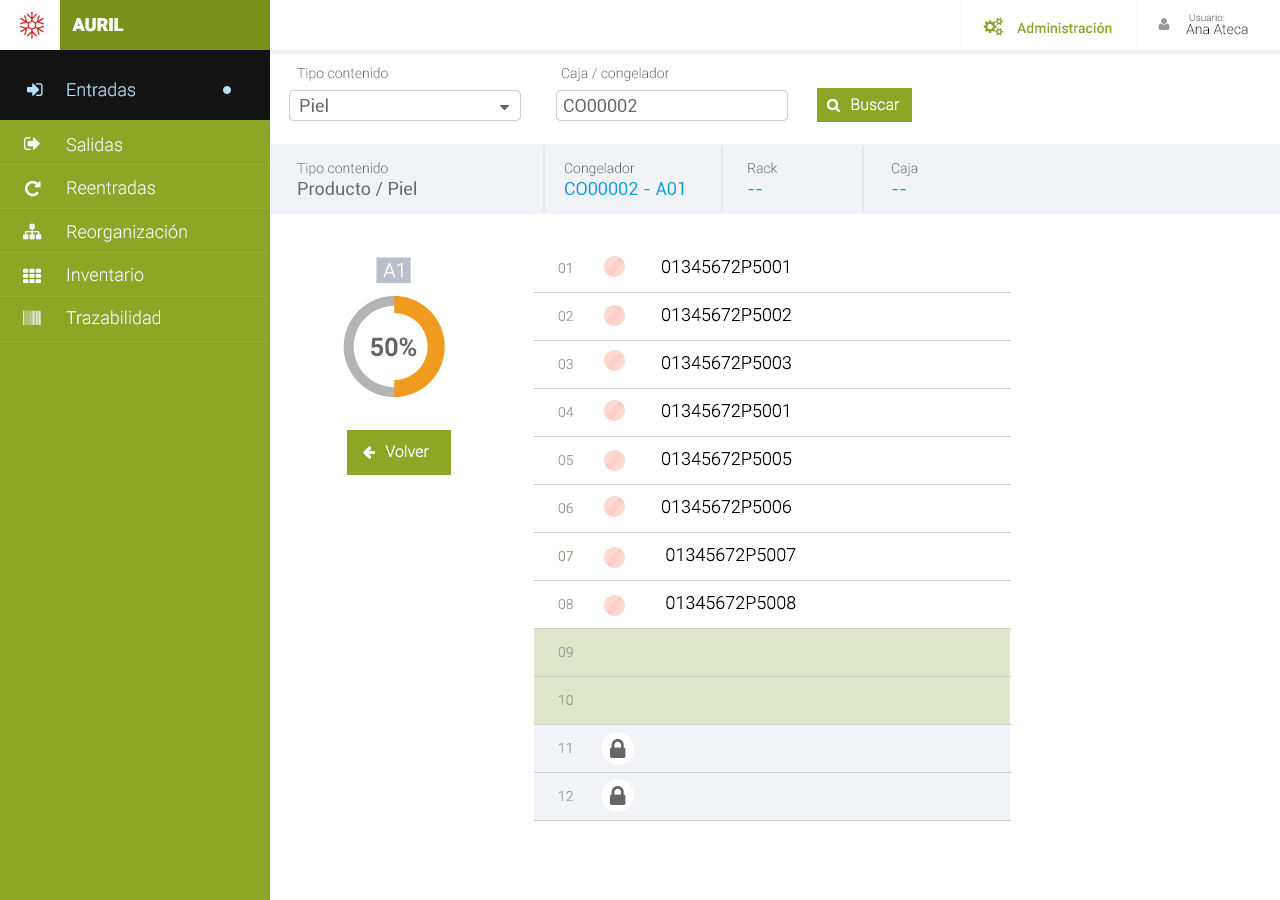 AURIL
Administración
Usuario:
Ana Ateca
Entradas
Salidas
Reentradas
Reorganización
Inventario
Trazabilidad
Tipo contenido
Piel
Caja / congelador
CO00002
Buscar
Tipo contenido
Producto / Piel
Congelador
CO00002 - A01
Rack
--
Caja
--
A1
50%
Volver
01 01345672P5001
02 01345672P5002
03 01345672P5003
04 01345672P5001
05 01345672P5005
06 01345672P5006
07 01345672P5007
08 01345672P5008
09
10
11
12